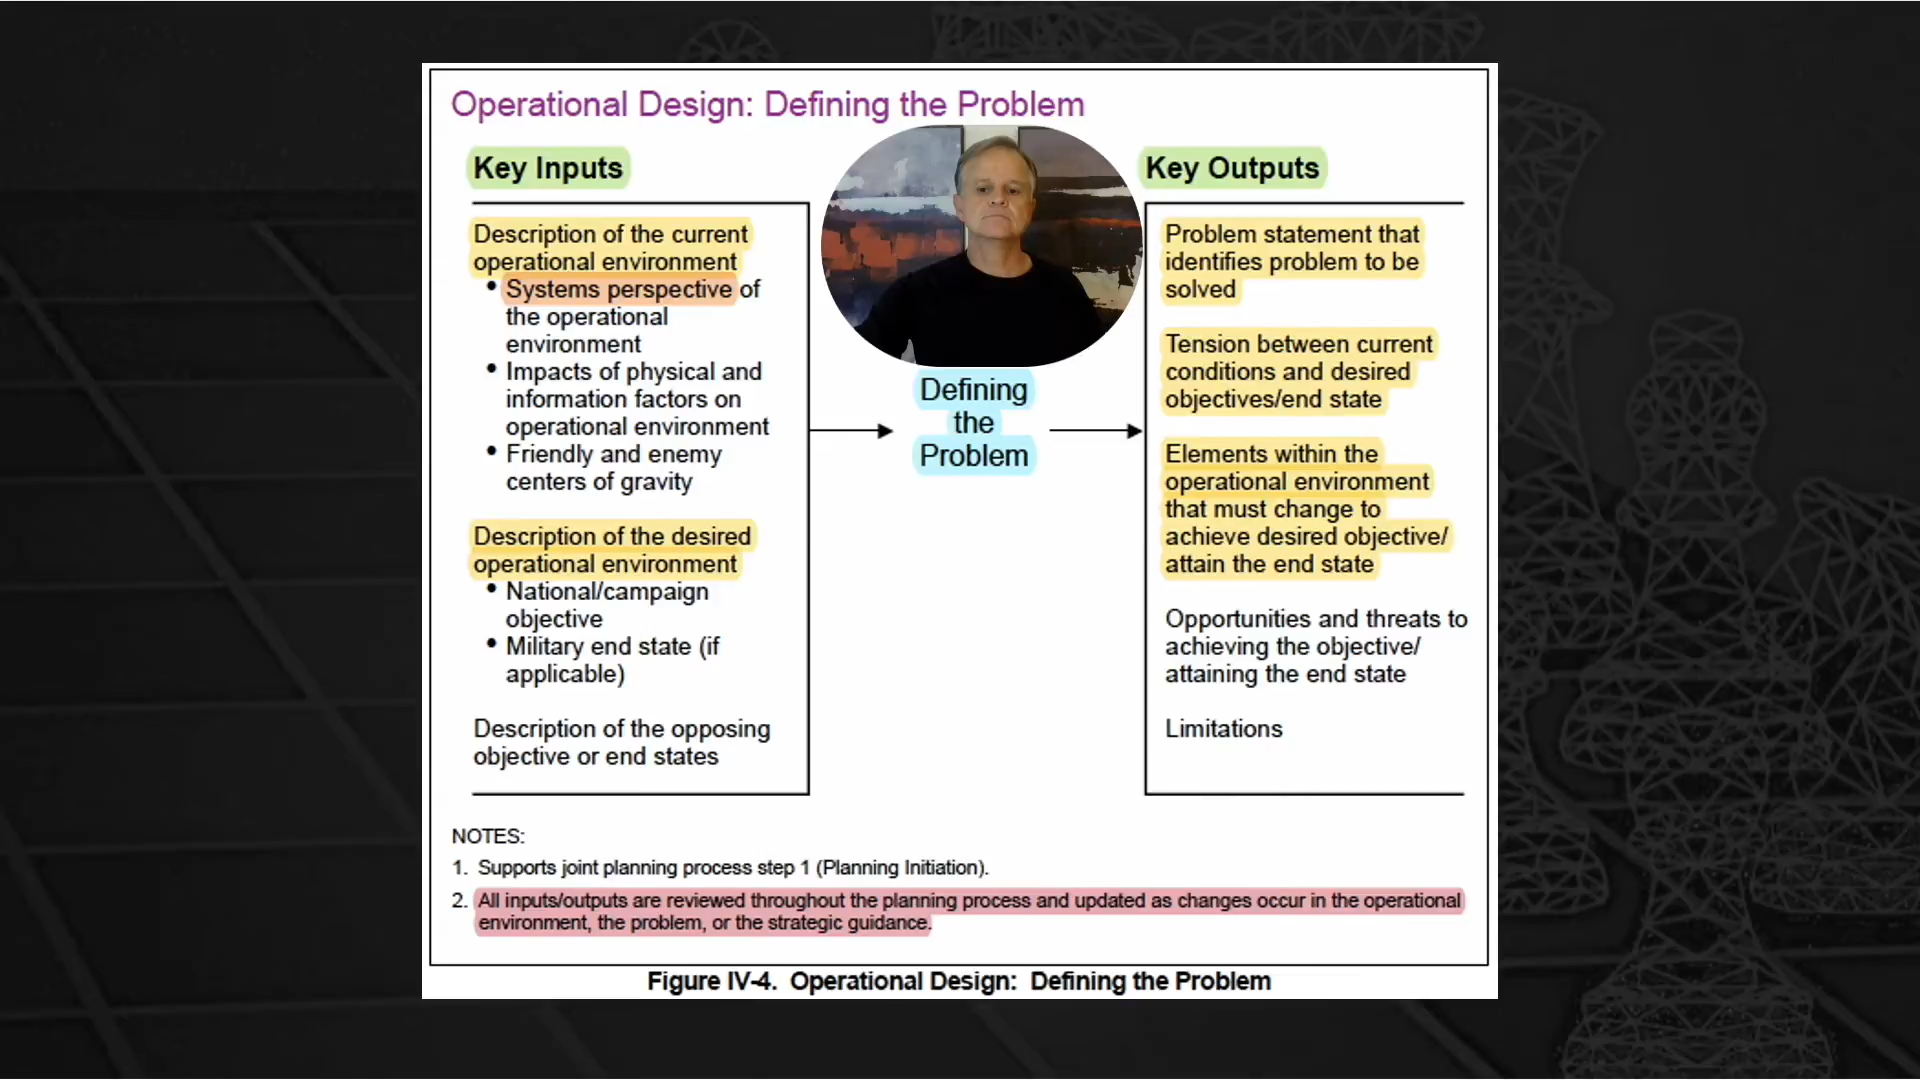 Operational Design: Defining the Problem
Key Inputs
Description of the current
operational environment
• Systems perspective of
the operational
environment
• Impacts of physical and
information factors on
operational environment
• Friendly and enemy
centers of gravity
Description of the desired
operational environment
• National/campaign
objective
• Military end state (if
applicable)
Description of the opposing
objective or end states
Defining
the
Problem
Key Outputs
Problem statement that
identifies problem to be
solved
Tension between current
conditions and desired
objectives/end state
Elements within the
operational environment
that must change to
achieve desired objective/
attain the end state
Opportunities and threats to
achieving the objective/
attaining the end state
Limitations
NOTES:
1. Supports joint planning process step 1 (Planning Initiation).
2. All inputs/outputs are reviewed throughout the planning process and updated as changes occur in the operational
environment, the problem, or the strategic guidance.
Figure IV-4. Operational Design: Defining the Problem